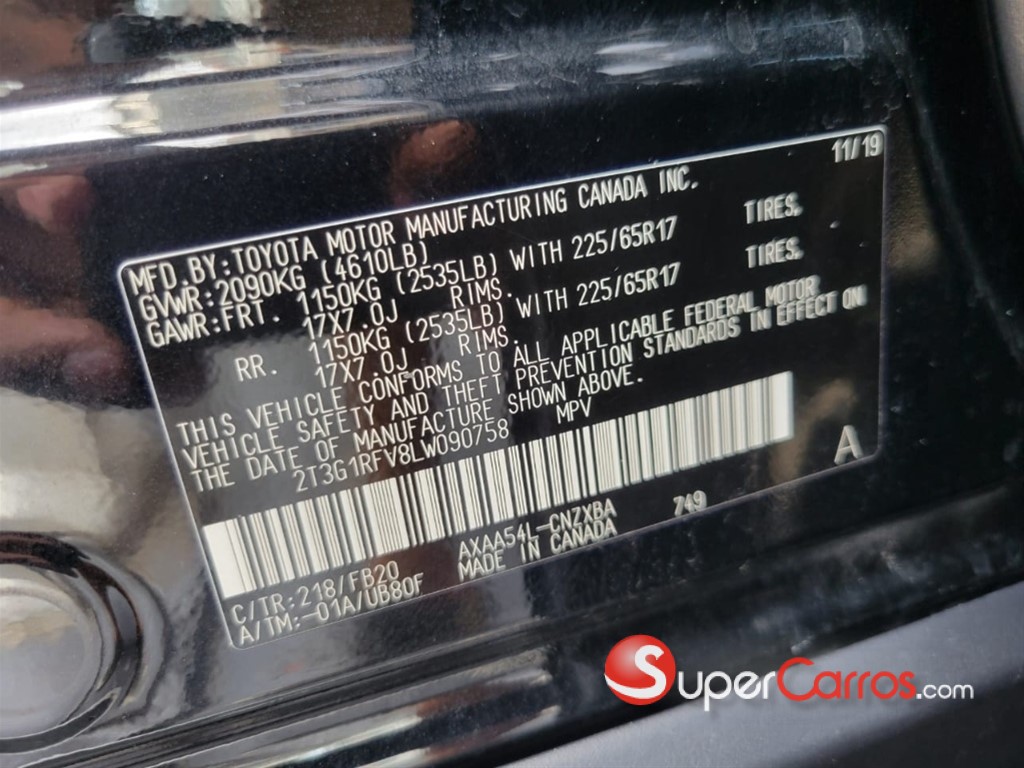 11/19
MFD.BY:TOYOTA MOTOR MANUFACTURING CANADA INC.
GVWR:2090KG (4610LB)
GAWR:FRT. 1150KG (2535LB) WITH 225/65R17 TIRES,
17X7.0J RIMS.
RR. 1150KG (2535LB) WITH 225/65R17 TIRES,
17X7.0J RIMS.
THIS VEHICLE CONFORMS TO ALL APPLICABLE FEDERAL MOTOR
VEHICLE SAFETY AND THEFT PREVENTION STANDARDS IN EFFECT ON
THE DATE OF MANUFACTURE SHOWN ABOVE.
2T3G1RFV8LW090758 MPV
A
AXAA54L-CNZXBA 749
C/TR:218/FB20 MADE IN CANADA
A/TM:-01A/UB80F
SuperCarros.com